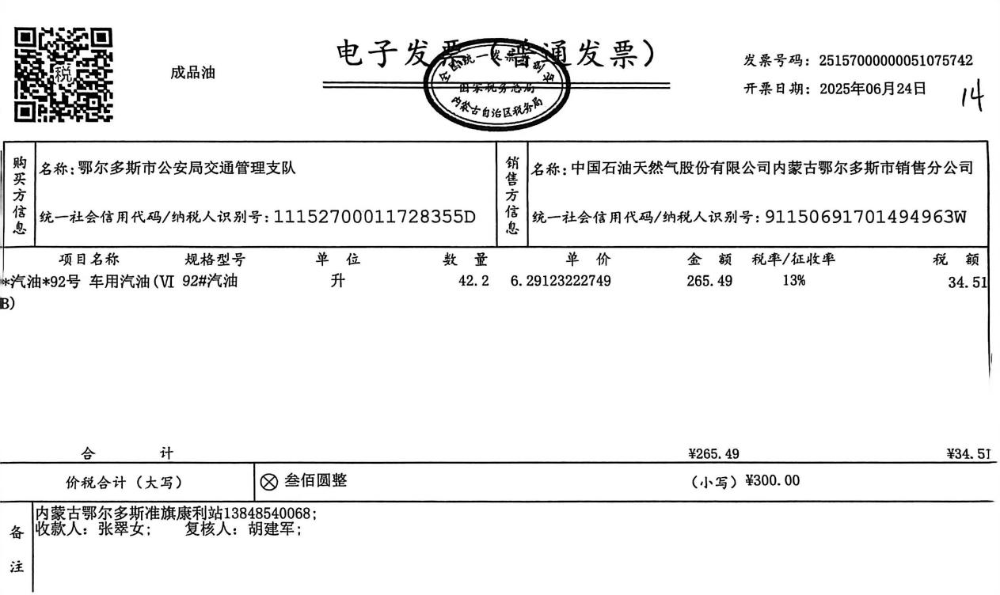 电子发票（普通发票）
税
成品油
全国统一发票监制章
国家税务总局
内蒙古自治区税务局
发票号码：25157000000051075742
开票日期：2025年06月24日
14
购买方信息
名称：鄂尔多斯市公安局交通管理支队
统一社会信用代码/纳税人识别号：11152700011728355D
销售方信息
名称：中国石油天然气股份有限公司内蒙古鄂尔多斯市销售分公司
统一社会信用代码/纳税人识别号：91150691701494963W
项目名称 规格型号 单 位 数 量 单 价 金 额 税率/征收率 税 额
*汽油*92号 车用汽油(VI 92#汽油 升 42.2 6.29123222749 265.49 13% 34.51
B)
合 计 ¥265.49 ¥34.51
价税合计（大写） ⊗ 叁佰圆整 （小写）¥300.00
备注
内蒙古鄂尔多斯准旗康利站13848540068;
收款人：张翠女; 复核人：胡建军;